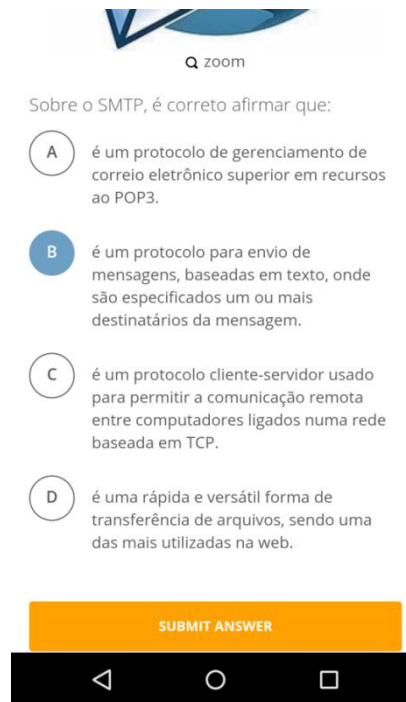 zoom
Sobre o SMTP, é correto afirmar que:
A
é um protocolo de gerenciamento de
correio eletrônico superior em recursos
ao POP3.
B
é um protocolo para envio de
mensagens, baseadas em texto, onde
são especificados um ou mais
destinatários da mensagem.
C
é um protocolo cliente-servidor usado
para permitir a comunicação remota
entre computadores ligados numa rede
baseada em TCP.
D
é uma rápida e versátil forma de
transferência de arquivos, sendo uma
das mais utilizadas na web.
SUBMIT ANSWER